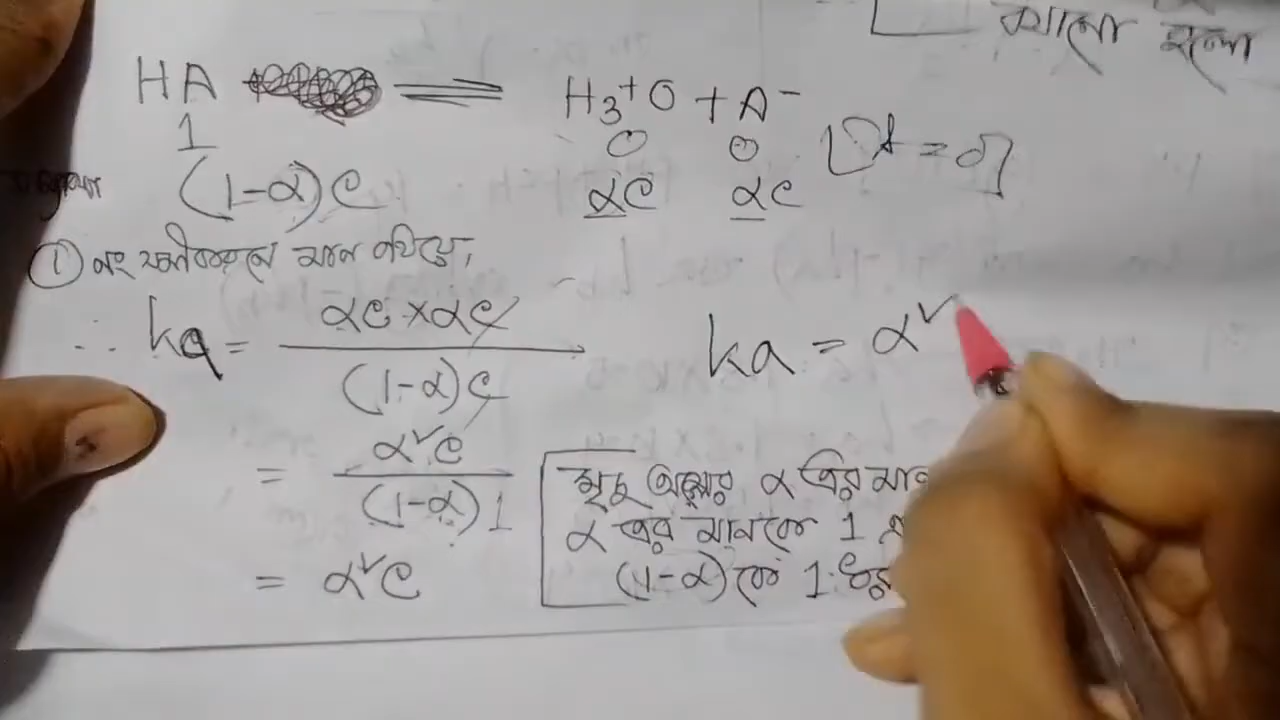 কালো হলো
HA ⇌ H₃⁺O + A⁻
1 0 0 [t = 0]
(1-α)C αC αC
① নং সমীকরণে মান বসিয়ে,
∴ ka = αC × αC / (1-α)C
= α²C / (1-α) 1
= α²C
ka = α²
মৃদু অম্লের α এর মান
α এর মানকে 1
(1-α) কে 1 ধরে